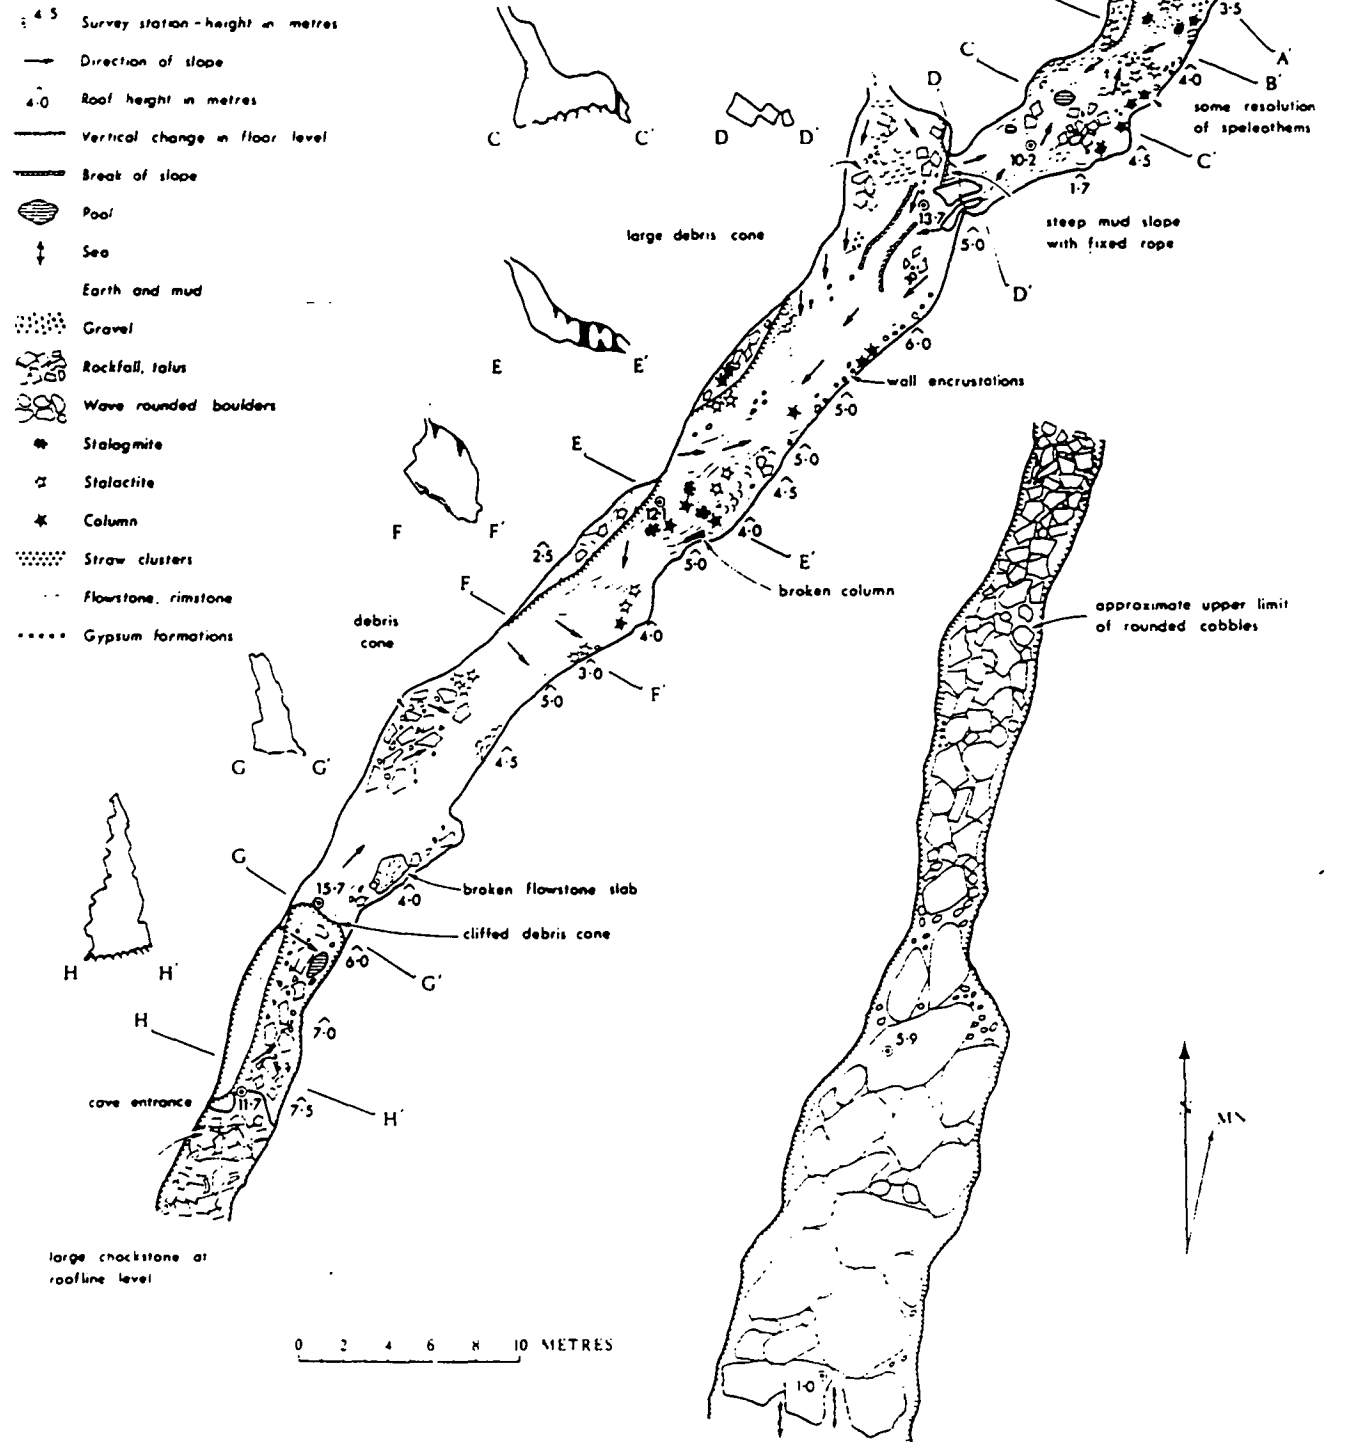 4·5 Survey station - height in metres
Direction of slope
4·0 Roof height in metres
Vertical change in floor level
Break of slope
Pool
Sea
Earth and mud
Gravel
Rockfall, talus
Wave rounded boulders
Stalagmite
Stalactite
Column
Straw clusters
Flowstone, rimstone
Gypsum formations
3·5
A'
B'
4·0
some resolution
of speleothems
C
C'
4·5
1·7
10·2
D
steep mud slope
with fixed rope
13·7
5·0
D'
C C'
D D'
large debris cone
6·0
wall encrustations
5·0
E E'
5·0
4·5
4·0
E
E'
12·1
5·0
broken column
2·5
F F'
F
4·0
3·0
F'
5·0
debris
cone
4·5
G G'
G
15·7
broken flowstone slab
4·0
cliffed debris cone
6·0
G'
H H'
H
7·0
cave entrance
11·7
7·5
H'
large chockstone at
roofline level
approximate upper limit
of rounded cobbles
5·9
1·0
MN
0 2 4 6 8 10 METRES